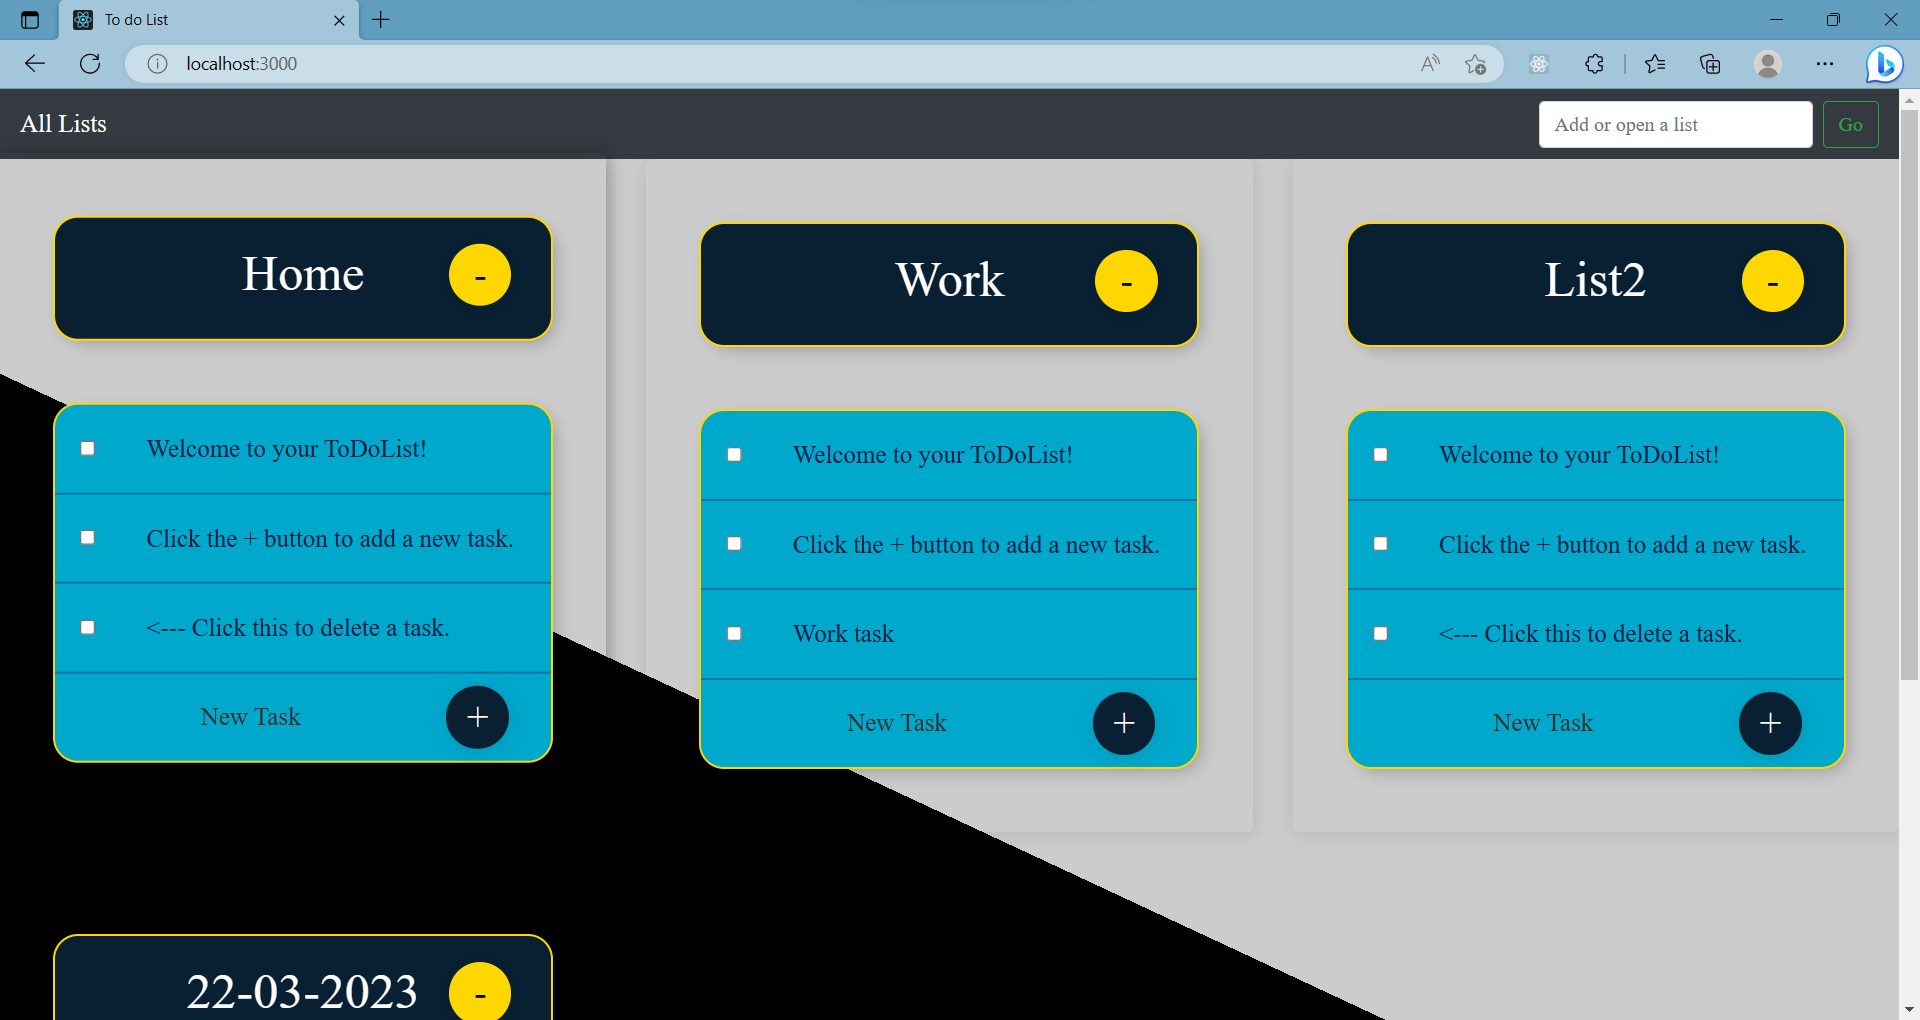 To do List
localhost:3000
All Lists
Add or open a list
Go
Home
-
Welcome to your ToDoList!
Click the + button to add a new task.
<--- Click this to delete a task.
New Task
+
Work
-
Welcome to your ToDoList!
Click the + button to add a new task.
Work task
New Task
+
List2
-
Welcome to your ToDoList!
Click the + button to add a new task.
<--- Click this to delete a task.
New Task
+
22-03-2023
-